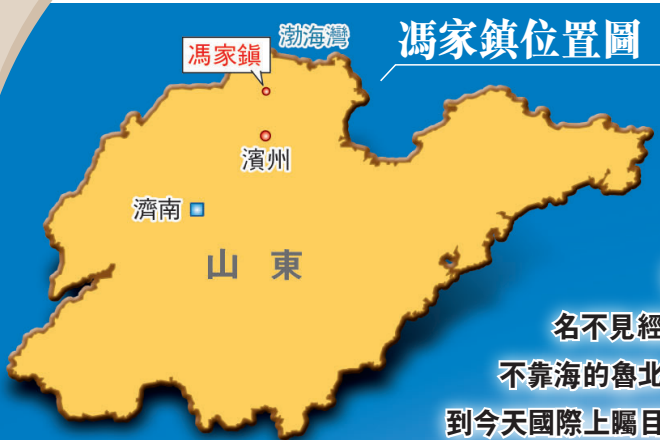 馮家鎮位置圖
渤海灣
馮家鎮
濱州
濟南
山東
名不見經
不靠海的魯北
到今天國際上矚目